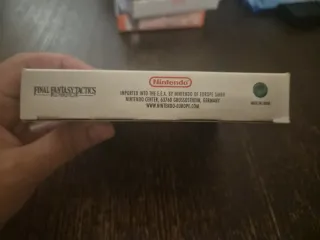 FINAL FANTASY TACTICS
Nintendo
IMPORTED INTO THE E.E.A. BY NINTENDO OF EUROPE GMBH
NINTENDO CENTER, 63760 GROSSOSTHEIM, GERMANY
WWW.NINTENDO-EUROPE.COM